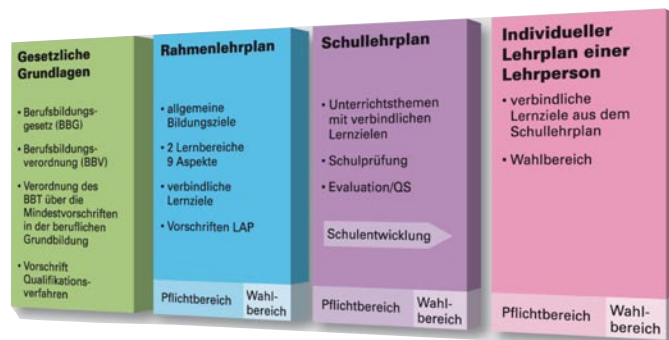 Gesetzliche
Grundlagen
• Berufsbildungs-
gesetz (BBG)
• Berufsbildungs-
verordnung (BBV)
• Verordnung des
BBT über die
Mindestvorschriften
in der beruflichen
Grundbildung
• Vorschrift
Qualifikations-
verfahren
Rahmenlehrplan
• allgemeine
Bildungsziele
• 2 Lernbereiche
9 Aspekte
• verbindliche
Lernziele
• Vorschriften LAP
Pflichtbereich
Wahl-
bereich
Schullehrplan
• Unterrichtsthemen
mit verbindlichen
Lernzielen
• Schulprüfung
• Evaluation/QS
Schulentwicklung
Pflichtbereich
Wahl-
bereich
Individueller
Lehrplan einer
Lehrperson
• verbindliche
Lernziele aus dem
Schullehrplan
• Wahlbereich
Pflichtbereich
Wahl-
bereich